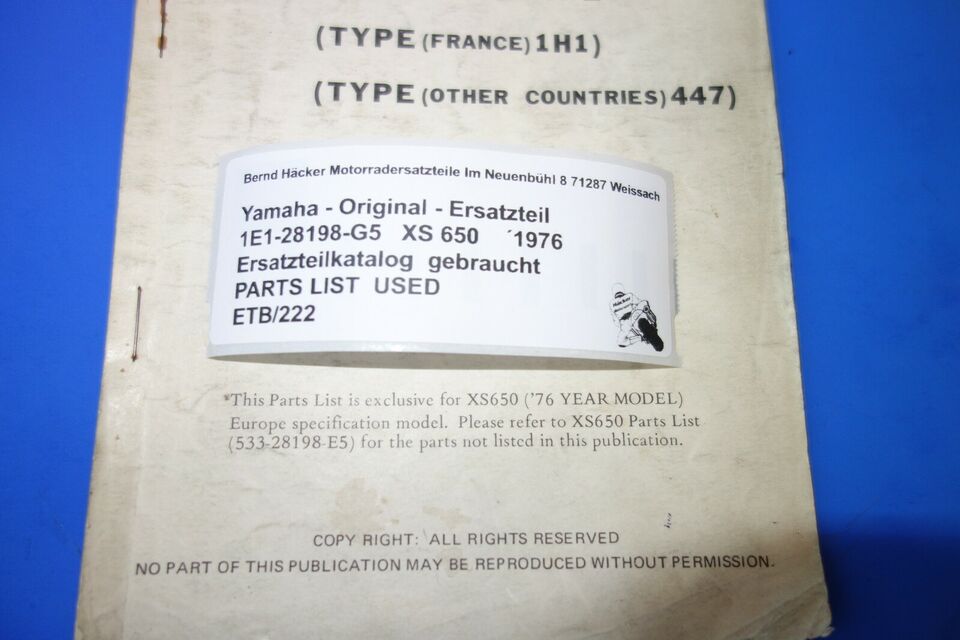 (TYPE (FRANCE) 1H1)
(TYPE (OTHER COUNTRIES) 447)
Bernd Häcker Motorradersatzteile Im Neuenbühl 8 71287 Weissach
Yamaha - Original - Ersatzteil
1E1-28198-G5 XS 650 ´1976
Ersatzteilkatalog gebraucht
PARTS LIST USED
ETB/222
Häcker
*This Parts List is exclusive for XS650 ('76 YEAR MODEL)
Europe specification model. Please refer to XS650 Parts List
(533-28198-E5) for the parts not listed in this publication.
COPY RIGHT: ALL RIGHTS RESERVED
NO PART OF THIS PUBLICATION MAY BE REPRODUCED WITHOUT PERMISSION.